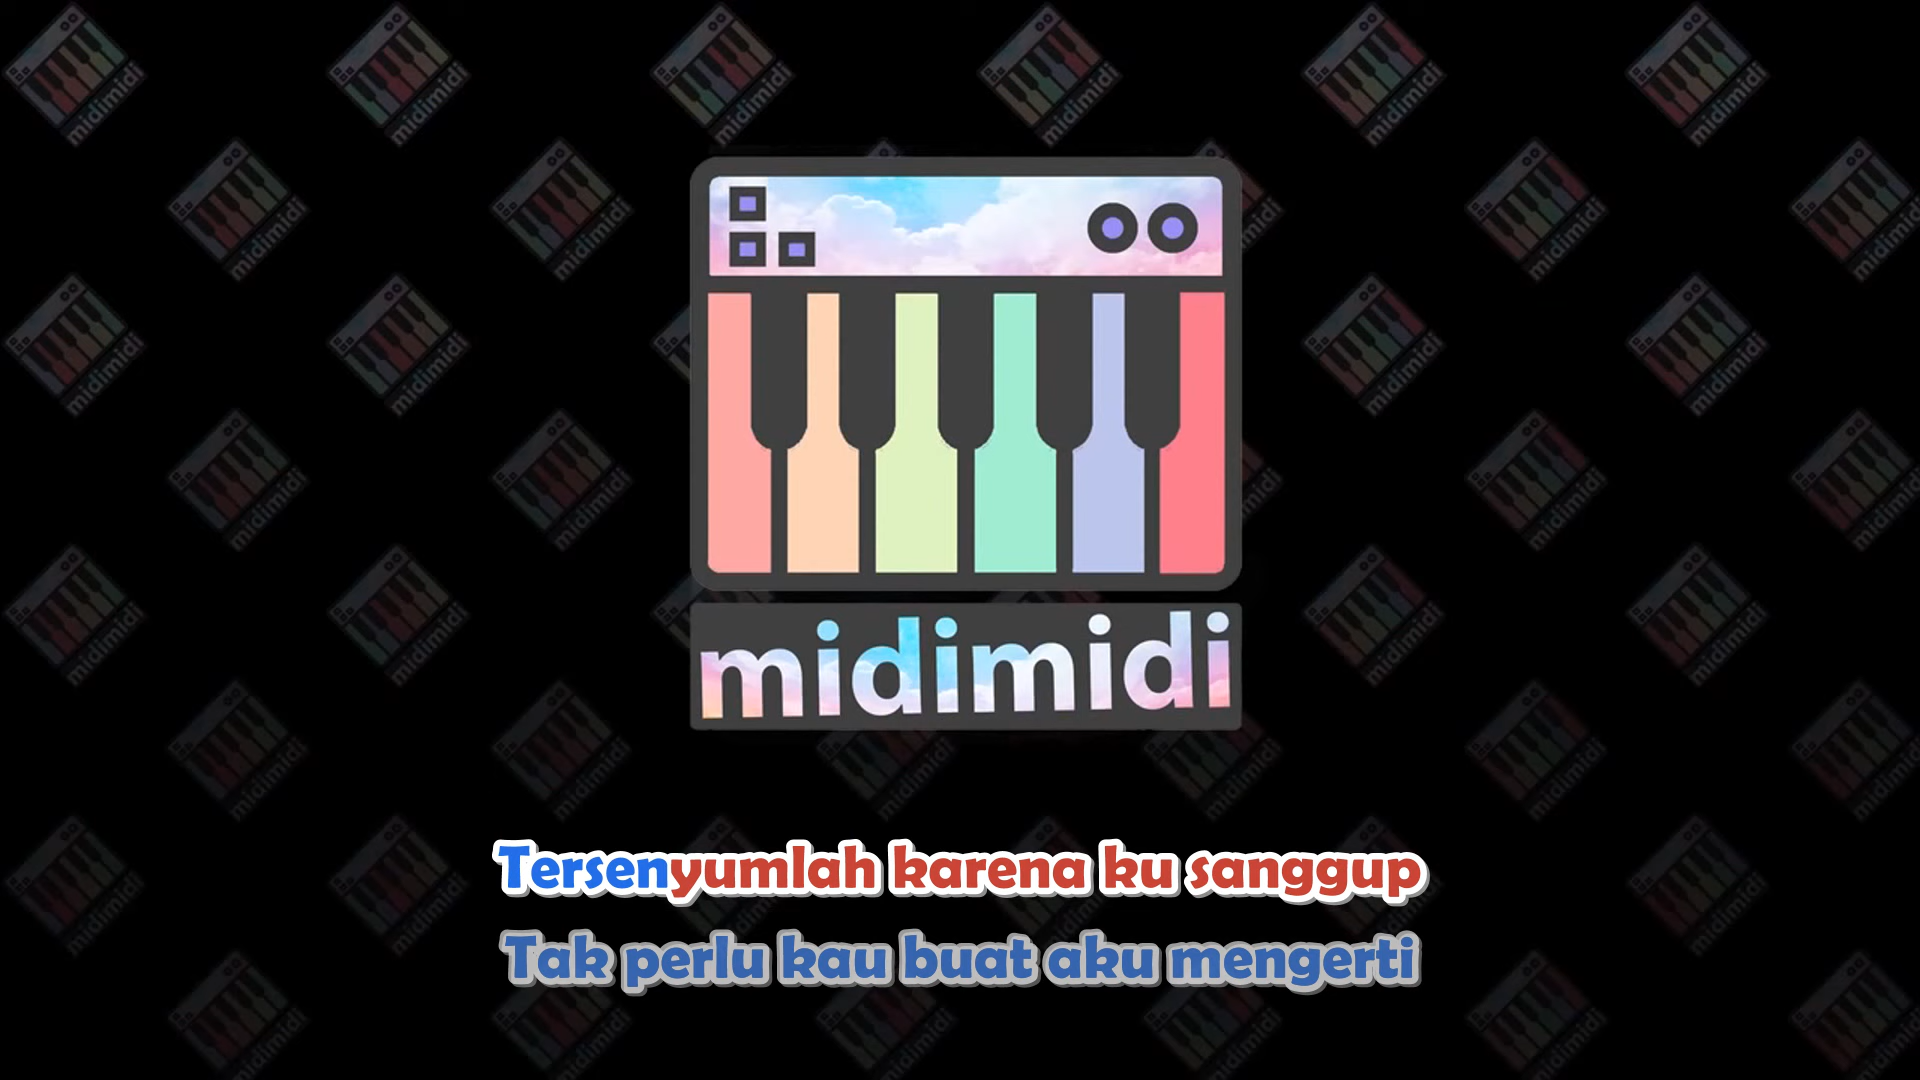 midimidi
Tersenyumlah karena ku sanggup
Tak perlu kau buat aku mengerti